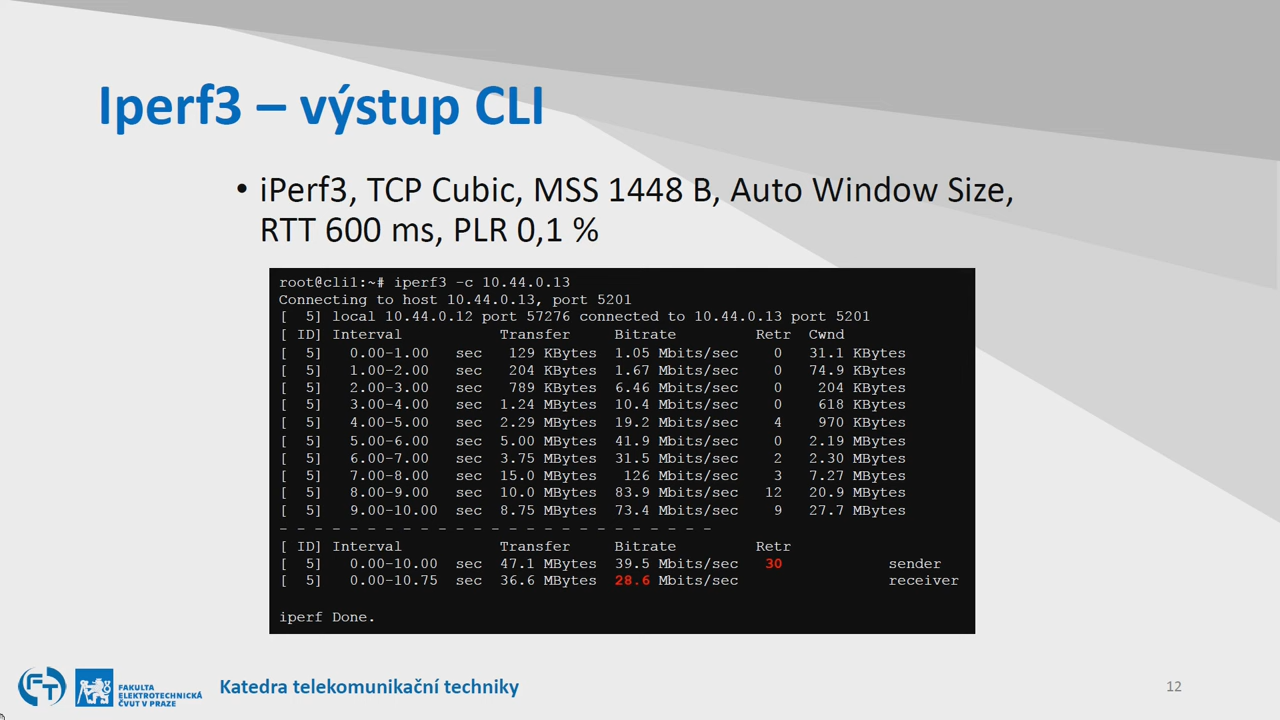 Iperf3 – výstup CLI
• iPerf3, TCP Cubic, MSS 1448 B, Auto Window Size,
RTT 600 ms, PLR 0,1 %
root@cli1:~# iperf3 -c 10.44.0.13
Connecting to host 10.44.0.13, port 5201
[  5] local 10.44.0.12 port 57276 connected to 10.44.0.13 port 5201
[ ID] Interval           Transfer     Bitrate         Retr  Cwnd
[  5]   0.00-1.00   sec   129 KBytes  1.05 Mbits/sec    0   31.1 KBytes
[  5]   1.00-2.00   sec   204 KBytes  1.67 Mbits/sec    0   74.9 KBytes
[  5]   2.00-3.00   sec   789 KBytes  6.46 Mbits/sec    0    204 KBytes
[  5]   3.00-4.00   sec  1.24 MBytes  10.4 Mbits/sec    0    618 KBytes
[  5]   4.00-5.00   sec  2.29 MBytes  19.2 Mbits/sec    4    970 KBytes
[  5]   5.00-6.00   sec  5.00 MBytes  41.9 Mbits/sec    0   2.19 MBytes
[  5]   6.00-7.00   sec  3.75 MBytes  31.5 Mbits/sec    2   2.30 MBytes
[  5]   7.00-8.00   sec  15.0 MBytes   126 Mbits/sec    3   7.27 MBytes
[  5]   8.00-9.00   sec  10.0 MBytes  83.9 Mbits/sec   12   20.9 MBytes
[  5]   9.00-10.00  sec  8.75 MBytes  73.4 Mbits/sec    9   27.7 MBytes
- - - - - - - - - - - - - - - - - - - - - - - - -
[ ID] Interval           Transfer     Bitrate         Retr
[  5]   0.00-10.00  sec  47.1 MBytes  39.5 Mbits/sec   30             sender
[  5]   0.00-10.75  sec  36.6 MBytes  28.6 Mbits/sec                  receiver
iperf Done.
FT
FAKULTA
ELEKTROTECHNICKÁ
ČVUT V PRAZE
Katedra telekomunikační techniky
12